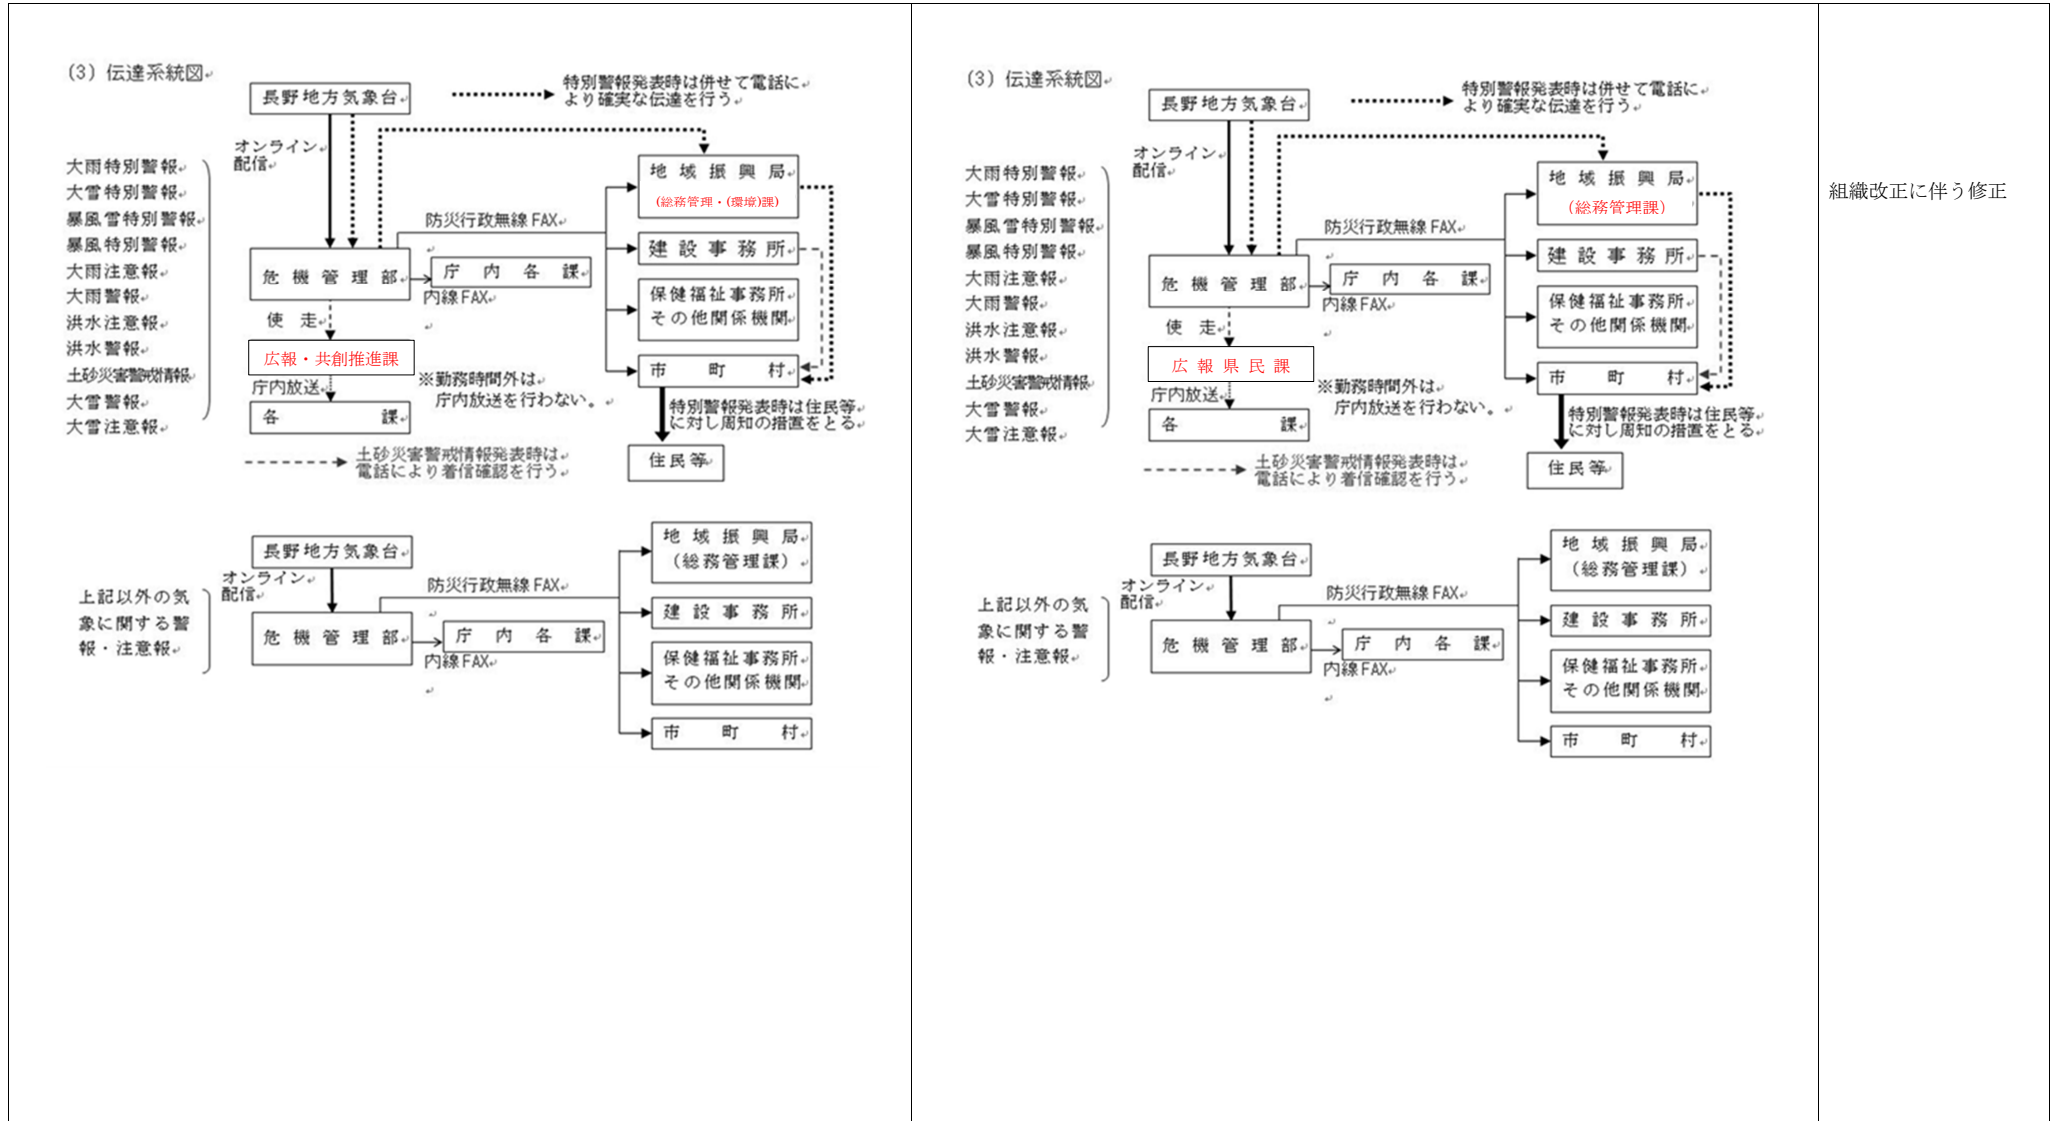 (3) 伝達系統図
長野地方気象台
特別警報発表時は併せて電話に
より確実な伝達を行う
オンライン
配信
大雨特別警報
大雪特別警報
暴風雪特別警報
暴風特別警報
大雨注意報
大雨警報
洪水注意報
洪水警報
土砂災害警戒情報
大雪警報
大雪注意報
地域振興局
(総務管理・(環境)課)
防災行政無線 FAX
建設事務所
危機管理部
庁内各課
内線 FAX
保健福祉事務所
その他関係機関
使走
広報・共創推進課
市町村
※勤務時間外は
庁内放送を行わない。
庁内放送
各課
特別警報発表時は住民等
に対し周知の措置をとる
土砂災害警戒情報発表時は
電話により着信確認を行う
住民等
長野地方気象台
オンライン
配信
上記以外の気
象に関する警
報・注意報
地域振興局
(総務管理課)
防災行政無線 FAX
建設事務所
危機管理部
庁内各課
内線 FAX
保健福祉事務所
その他関係機関
市町村
(3) 伝達系統図
長野地方気象台
特別警報発表時は併せて電話に
より確実な伝達を行う
オンライン
配信
大雨特別警報
大雪特別警報
暴風雪特別警報
暴風特別警報
大雨注意報
大雨警報
洪水注意報
洪水警報
土砂災害警戒情報
大雪警報
大雪注意報
地域振興局
(総務管理課)
防災行政無線 FAX
建設事務所
危機管理部
庁内各課
内線 FAX
保健福祉事務所
その他関係機関
使走
広報県民課
市町村
※勤務時間外は
庁内放送を行わない。
庁内放送
各課
特別警報発表時は住民等
に対し周知の措置をとる
土砂災害警戒情報発表時は
電話により着信確認を行う
住民等
長野地方気象台
オンライン
配信
上記以外の気
象に関する警
報・注意報
地域振興局
(総務管理課)
防災行政無線 FAX
建設事務所
危機管理部
庁内各課
内線 FAX
保健福祉事務所
その他関係機関
市町村
組織改正に伴う修正